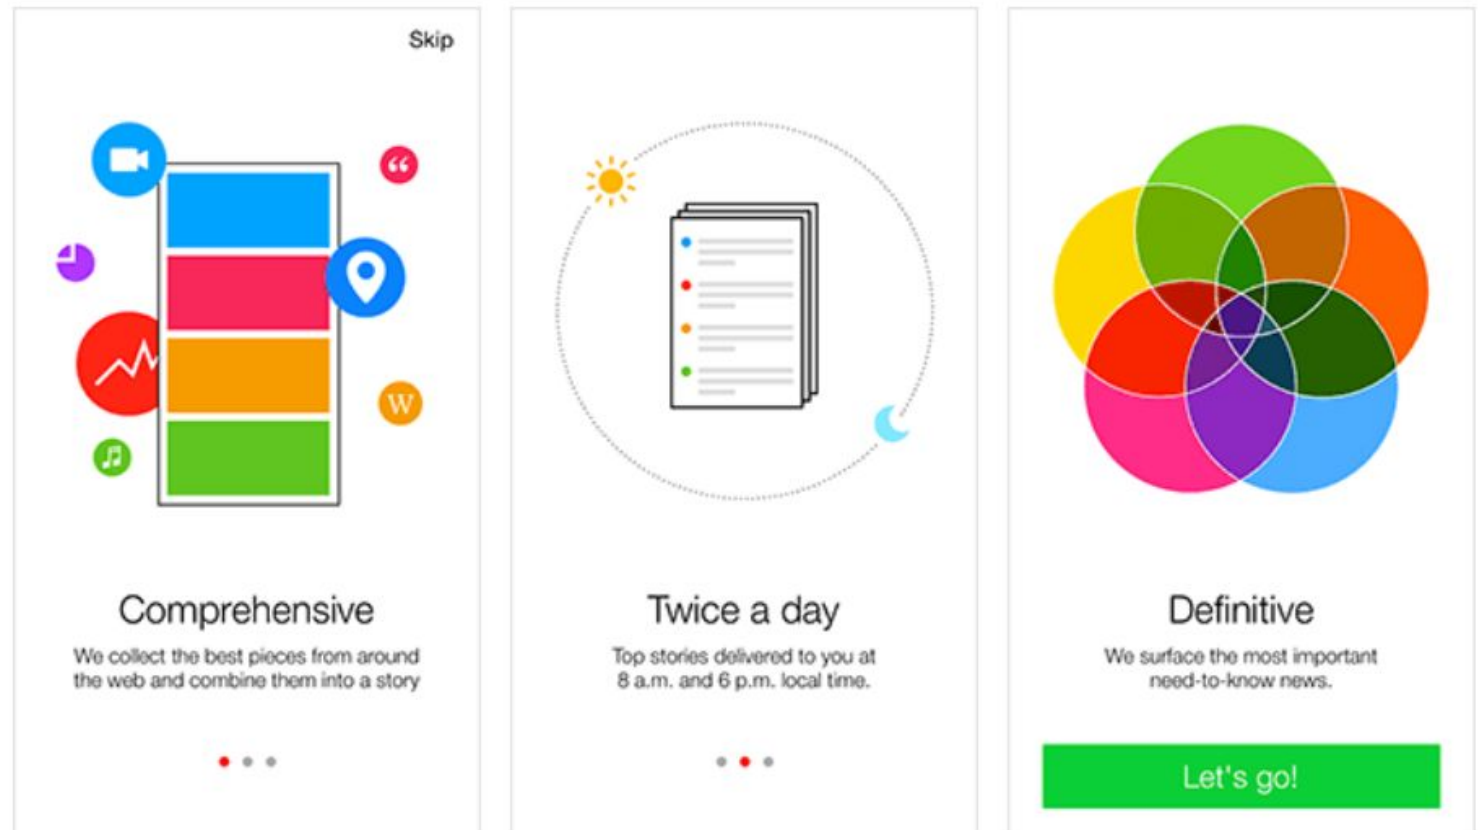 Skip
“
W
Comprehensive
We collect the best pieces from around
the web and combine them into a story
Twice a day
Top stories delivered to you at
8 a.m. and 6 p.m. local time.
Definitive
We surface the most important
need-to-know news.
Let's go!